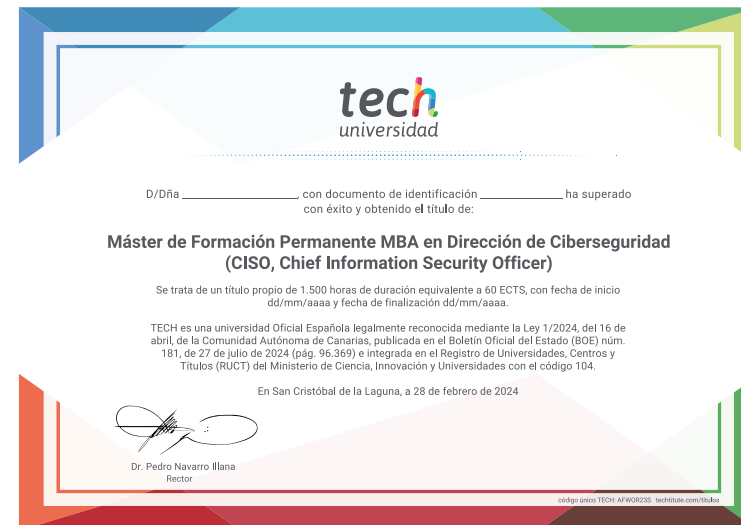 tech
universidad
D/Dña ______________, con documento de identificación __________ ha superado
con éxito y obtenido el título de:
Máster de Formación Permanente MBA en Dirección de Ciberseguridad
(CISO, Chief Information Security Officer)
Se trata de un título propio de 1.500 horas de duración equivalente a 60 ECTS, con fecha de inicio
dd/mm/aaaa y fecha de finalización dd/mm/aaaa.
TECH es una universidad Oficial Española legalmente reconocida mediante la Ley 1/2024, del 16 de
abril, de la Comunidad Autónoma de Canarias, publicada en el Boletín Oficial del Estado (BOE) núm.
181, de 27 de julio de 2024 (pág. 96.369) e integrada en el Registro de Universidades, Centros y
Títulos (RUCT) del Ministerio de Ciencia, Innovación y Universidades con el código 104.
En San Cristóbal de la Laguna, a 28 de febrero de 2024
Dr. Pedro Navarro Illana
Rector
código único TECH: AFWOR23S techtitute.com/titulos